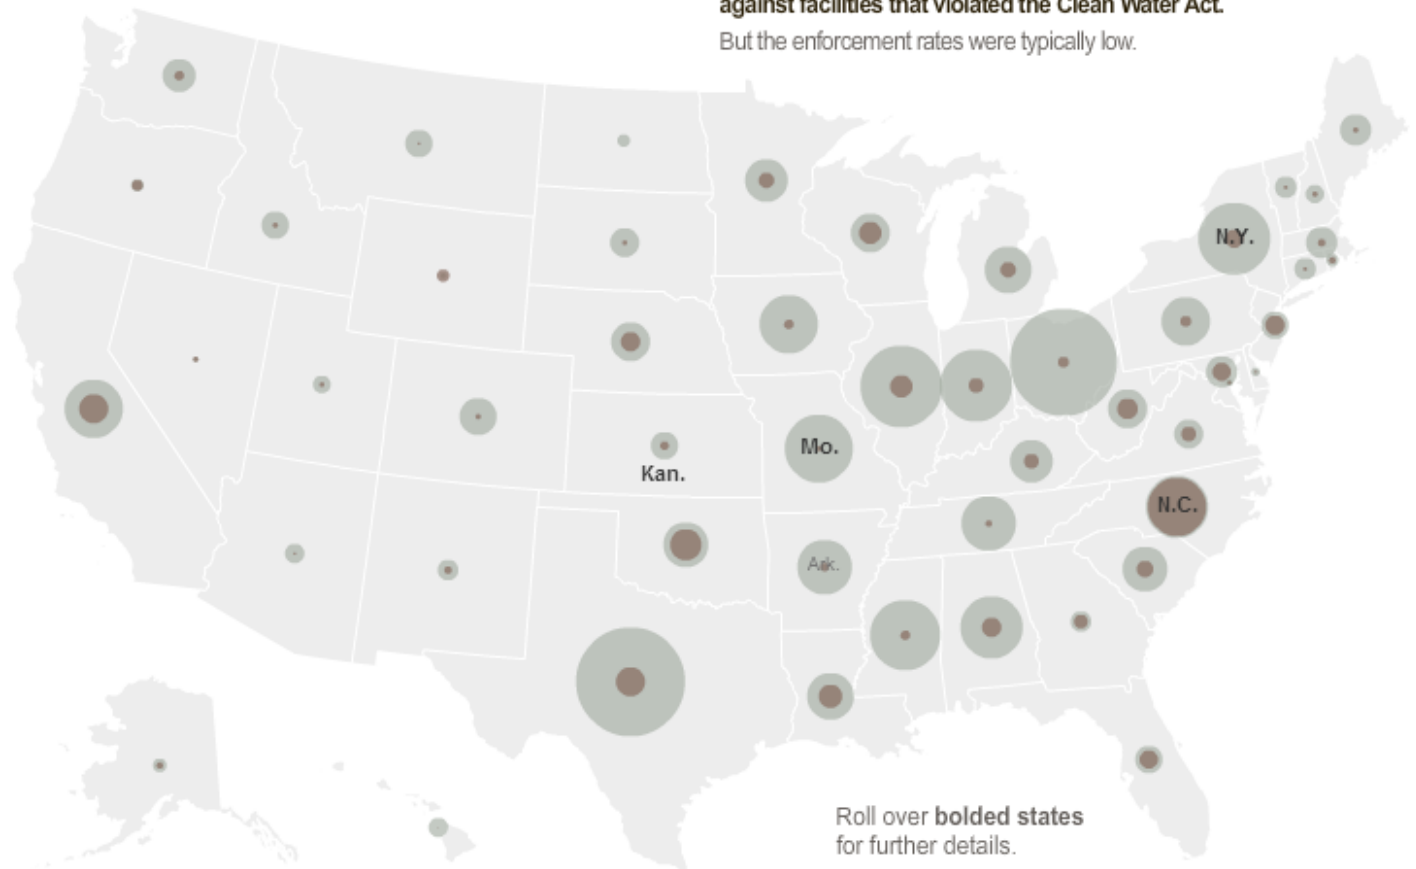 against facilities that violated the Clean Water Act.
But the enforcement rates were typically low.
N.Y.
Mo.
Kan.
N.C.
Ark.
Roll over bolded states
for further details.